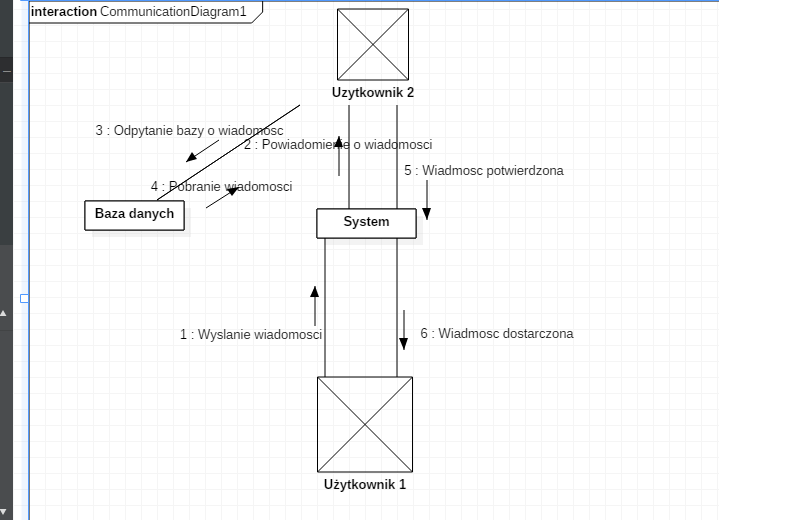 interaction CommunicationDiagram1
Uzytkownik 2
3 : Odpytanie bazy o wiadomosc
2 : Powiadomienie o wiadomosci
5 : Wiadmosc potwierdzona
4 : Pobranie wiadomosci
Baza danych
System
1 : Wyslanie wiadomosci
6 : Wiadmosc dostarczona
Użytkownik 1